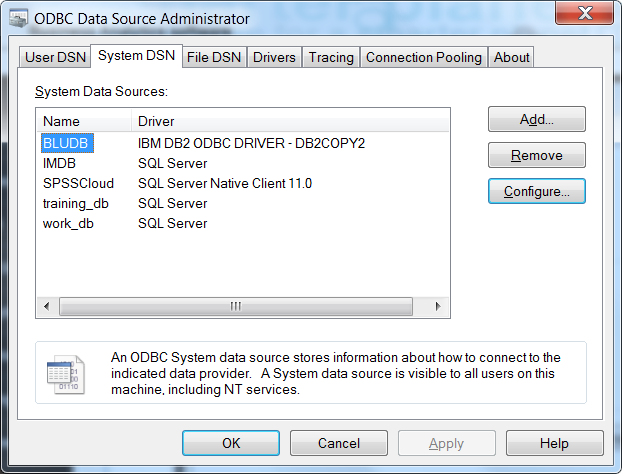 ODBC Data Source Administrator
User DSN System DSN File DSN Drivers Tracing Connection Pooling About
System Data Sources:
Name Driver
BLUDB IBM DB2 ODBC DRIVER - DB2COPY2
IMDB SQL Server
SPSSCloud SQL Server Native Client 11.0
training_db SQL Server
work_db SQL Server
Add...
Remove
Configure...
An ODBC System data source stores information about how to connect to the
indicated data provider. A System data source is visible to all users on this
machine, including NT services.
OK Cancel Apply Help